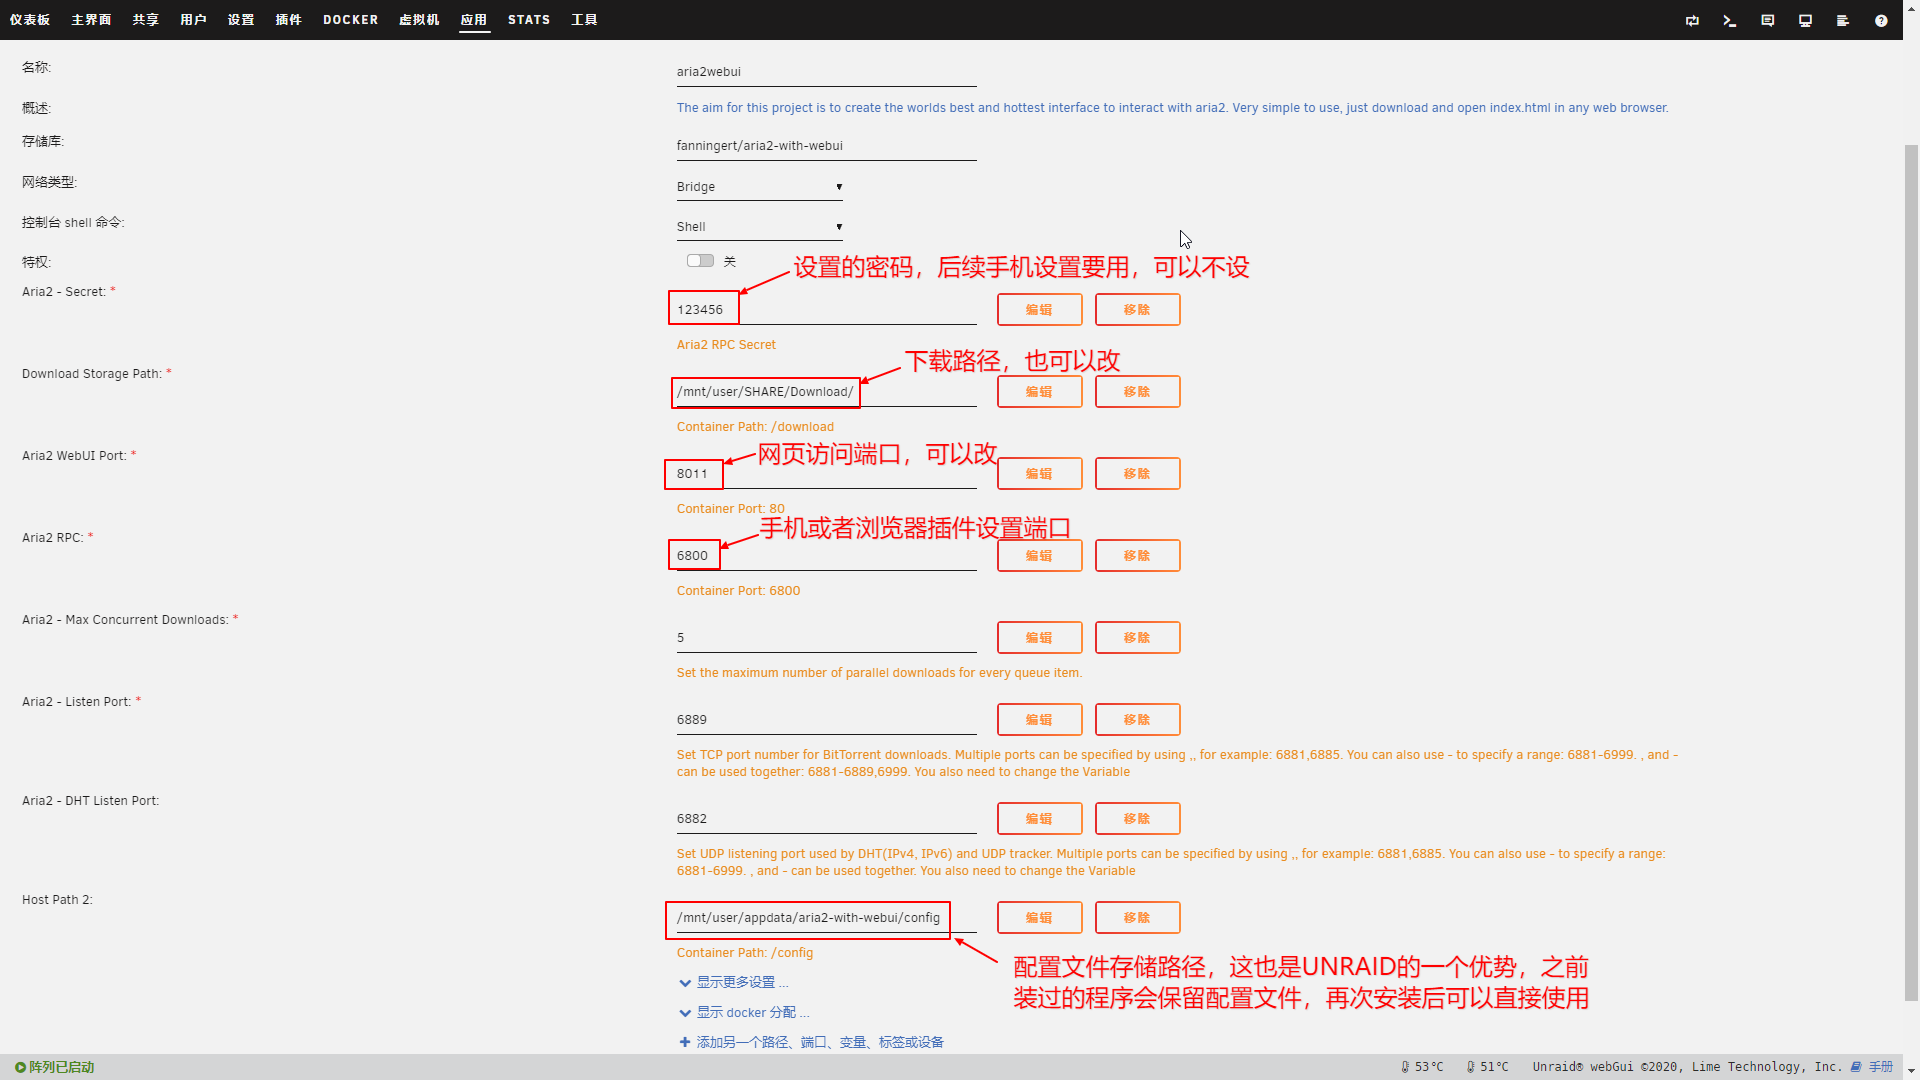 仪表板 主界面 共享 用户 设置 插件 DOCKER 虚拟机 应用 STATS 工具
名称:
aria2webui
概述:
The aim for this project is to create the worlds best and hottest interface to interact with aria2. Very simple to use, just download and open index.html in any web browser.
存储库:
fanningert/aria2-with-webui
网络类型:
Bridge
控制台 shell 命令:
Shell
特权:
关
设置的密码，后续手机设置要用，可以不设
Aria2 - Secret: *
123456 编辑 移除
Aria2 RPC Secret
下载路径，也可以改
Download Storage Path: *
/mnt/user/SHARE/Download/ 编辑 移除
Container Path: /download
网页访问端口，可以改
Aria2 WebUI Port: *
8011 编辑 移除
Container Port: 80
手机或者浏览器插件设置端口
Aria2 RPC: *
6800 编辑 移除
Container Port: 6800
Aria2 - Max Concurrent Downloads: *
5 编辑 移除
Set the maximum number of parallel downloads for every queue item.
Aria2 - Listen Port: *
6889 编辑 移除
Set TCP port number for BitTorrent downloads. Multiple ports can be specified by using ,, for example: 6881,6885. You can also use - to specify a range: 6881-6999. , and -
can be used together: 6881-6889,6999. You also need to change the Variable
Aria2 - DHT Listen Port:
6882 编辑 移除
Set UDP listening port used by DHT(IPv4, IPv6) and UDP tracker. Multiple ports can be specified by using ,, for example: 6881,6885. You can also use - to specify a range:
6881-6999. , and - can be used together. You also need to change the Variable
Host Path 2:
/mnt/user/appdata/aria2-with-webui/config 编辑 移除
Container Path: /config
配置文件存储路径，这也是UNRAID的一个优势，之前
装过的程序会保留配置文件，再次安装后可以直接使用
显示更多设置 ...
显示 docker 分配 ...
添加另一个路径、端口、变量、标签或设备
阵列已启动 53°C 51°C Unraid® webGui ©2020, Lime Technology, Inc. 手册